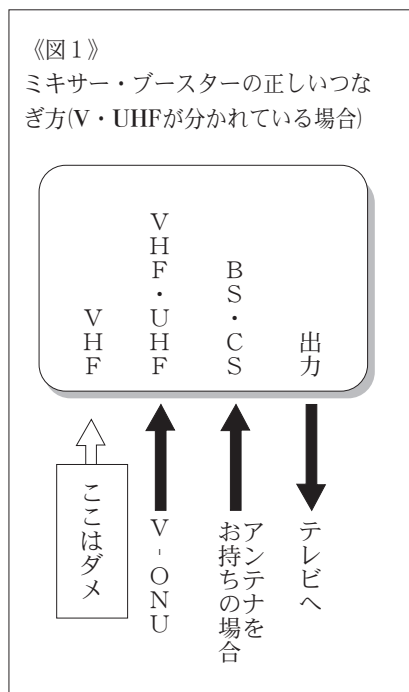 《図1》
ミキサー・ブースターの正しいつな
ぎ方(V・UHFが分かれている場合)
VHF
VHF・UHF
BS・CS
出力
ここはダメ
V-ONU
アンテナを
お持ちの場合
テレビへ